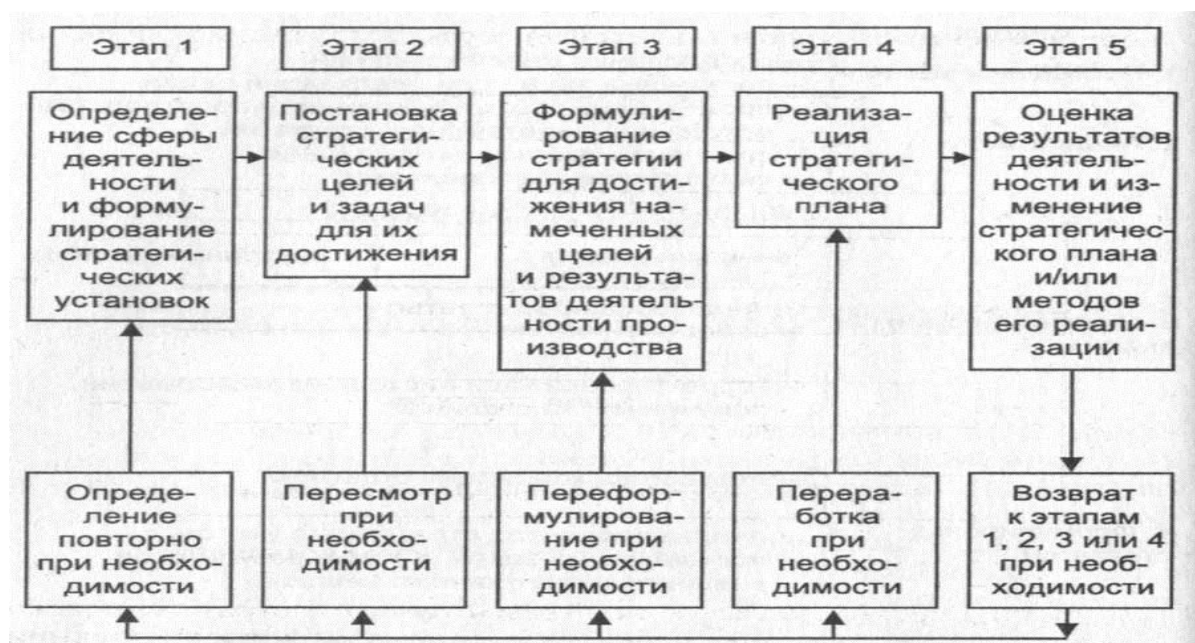 Этап 1
Этап 2
Этап 3
Этап 4
Этап 5
Определе-
ние сферы
деятель-
ности
и форму-
лирование
стратеги-
ческих
установок
Постановка
стратеги-
ческих
целей
и задач
для их
достижения
Формули-
рование
стратегии
для дости-
жения на-
меченных
целей
и результа-
тов деятель-
ности про-
изводства
Реализа-
ция
стратеги-
ческого
плана
Оценка
результатов
деятель-
ности и из-
менение
стратегичес-
кого плана
и/или
методов
его реали-
зации
Опреде-
ление
повторно
при необхо-
димости
Пересмотр
при
необхо-
димости
Перефор-
мулирова-
ние при
необхо-
димости
Перера-
ботка
при
необхо-
димости
Возврат
к этапам
1, 2, 3 или 4
при необ-
ходимости